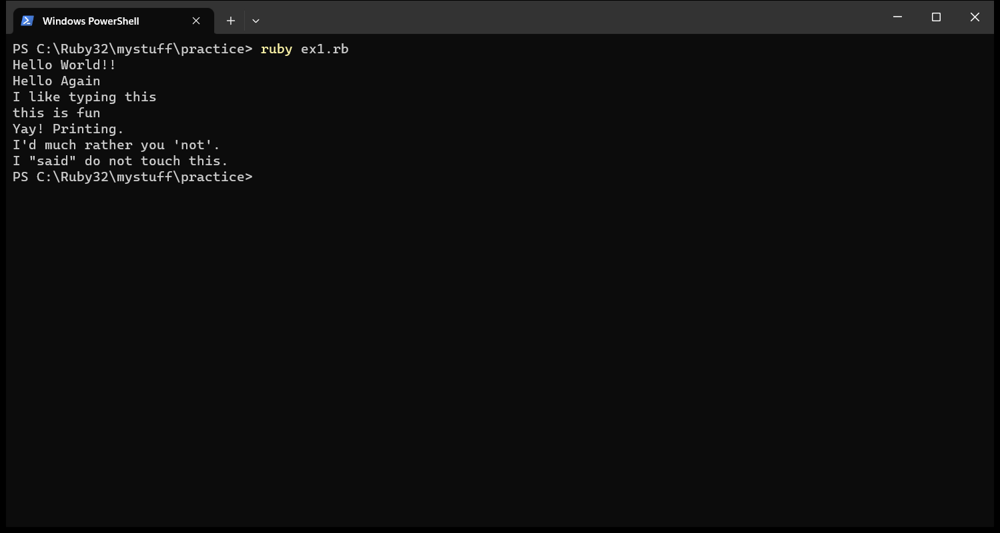 Windows PowerShell
PS C:\Ruby32\mystuff\practice> ruby ex1.rb
Hello World!!
Hello Again
I like typing this
this is fun
Yay! Printing.
I'd much rather you 'not'.
I "said" do not touch this.
PS C:\Ruby32\mystuff\practice>